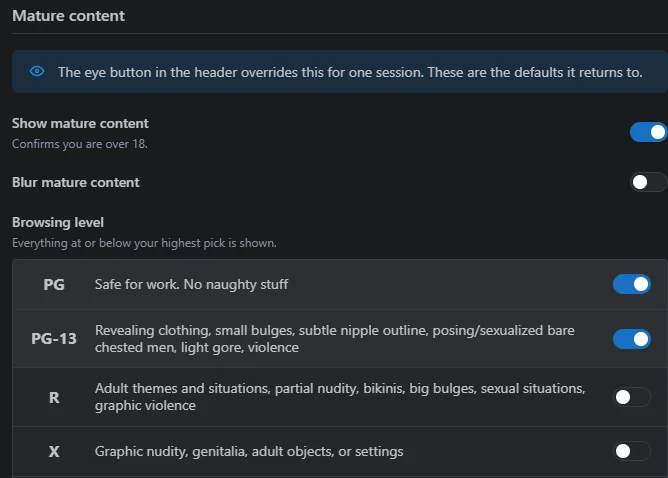 Mature content
The eye button in the header overrides this for one session. These are the defaults it returns to.
Show mature content
Confirms you are over 18.
Blur mature content
Browsing level
Everything at or below your highest pick is shown.
PG
Safe for work. No naughty stuff
PG-13
Revealing clothing, small bulges, subtle nipple outline, posing/sexualized bare
chested men, light gore, violence
R
Adult themes and situations, partial nudity, bikinis, big bulges, sexual situations,
graphic violence
X
Graphic nudity, genitalia, adult objects, or settings